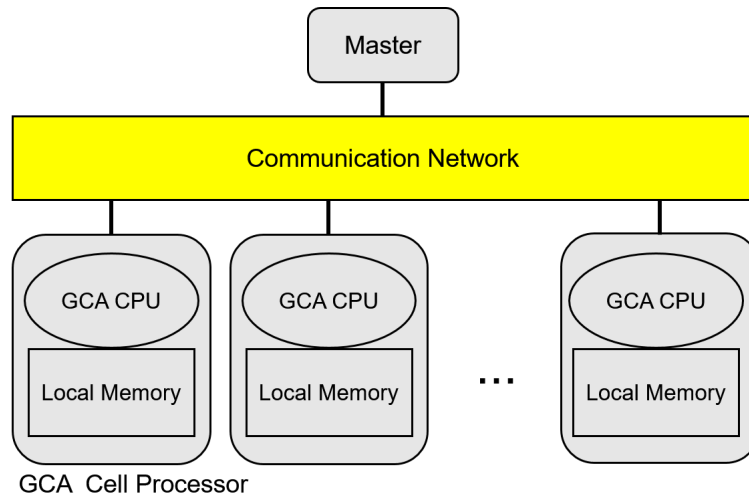 Master
Communication Network
GCA CPU
GCA CPU
GCA CPU
Local Memory
Local Memory
...
Local Memory
GCA Cell Processor